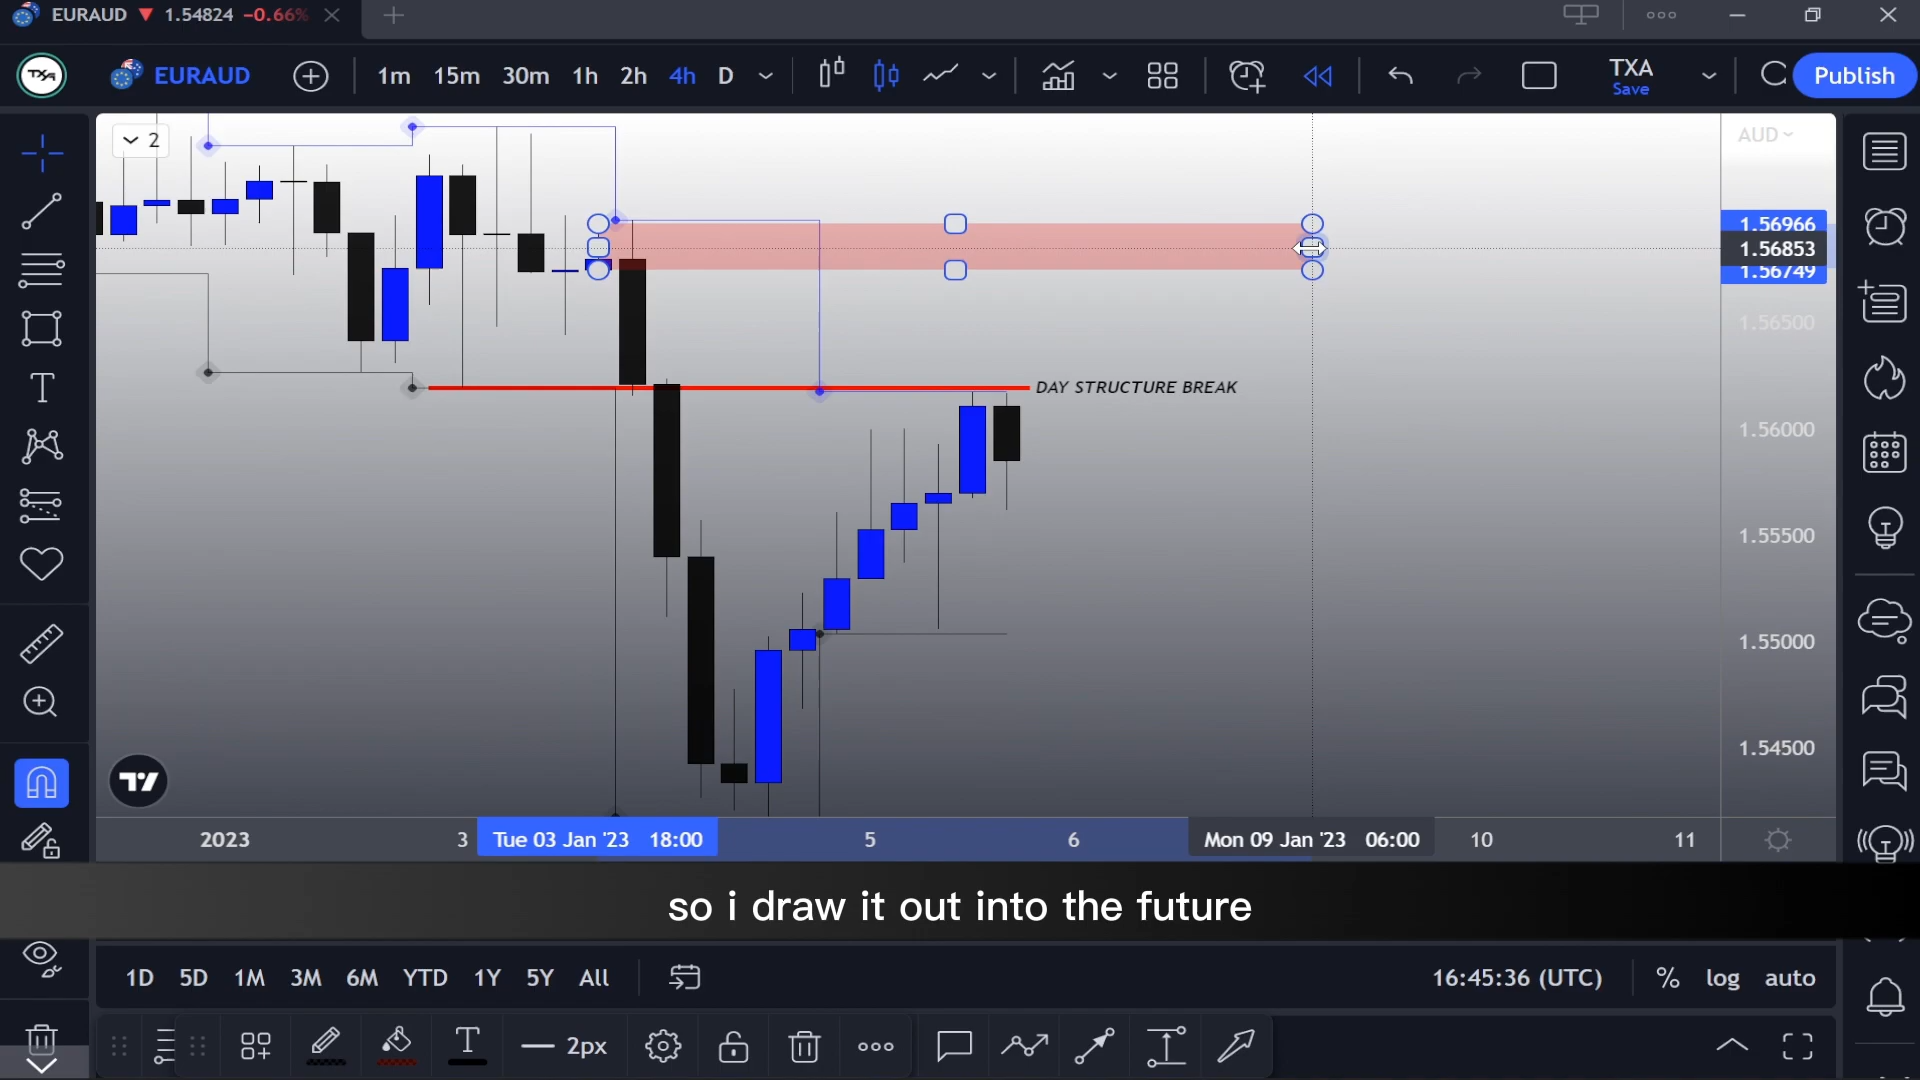 EURAUD ▼ 1.54824 −0.66%
TXA EURAUD 1m 15m 30m 1h 2h 4h D TXA Save Publish
2
AUD
1.56966
1.56853
1.56749
1.56500
DAY STRUCTURE BREAK
1.56000
1.55500
1.55000
1.54500
2023 3 Tue 03 Jan '23 18:00 5 6 Mon 09 Jan '23 06:00 10 11
so i draw it out into the future
1D 5D 1M 3M 6M YTD 1Y 5Y All 16:45:36 (UTC) % log auto
2px